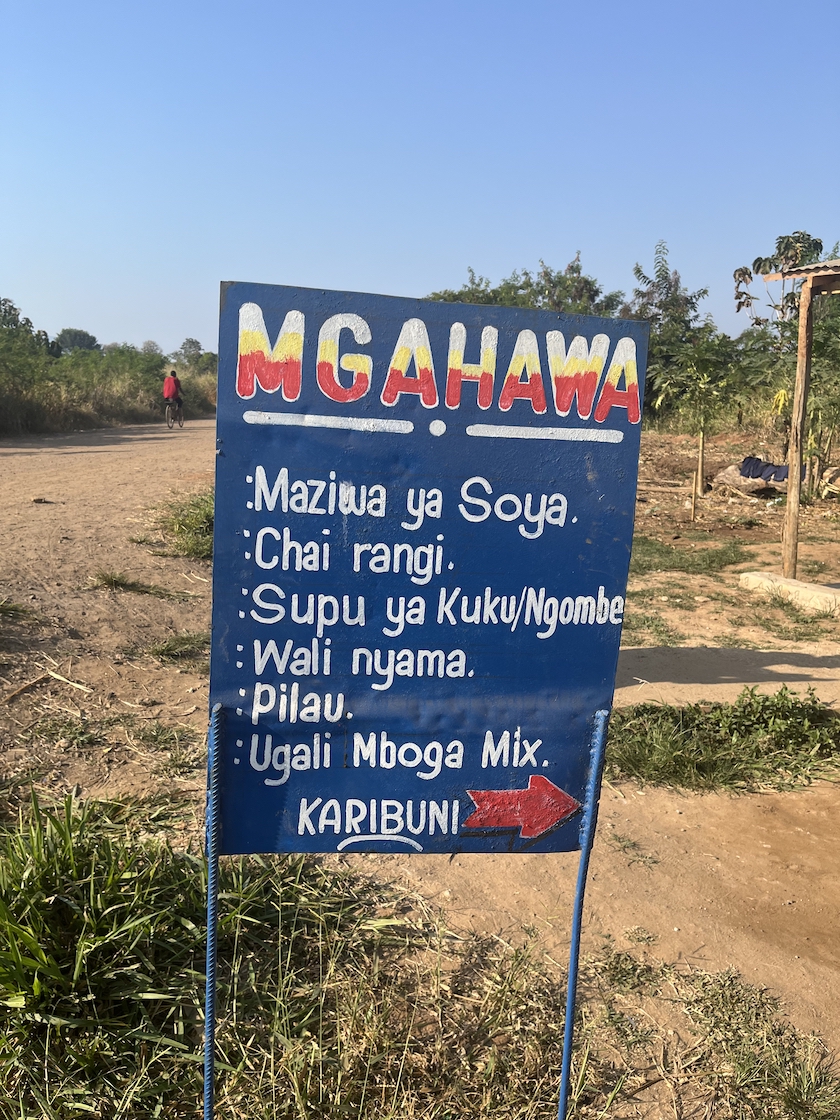 MGAHAWA
:Maziwa ya Soya.
:Chai rangi.
:Supu ya Kuku/Ngombe
:Wali nyama.
:Pilau.
:Ugali Mboga Mix.
KARIBUNI